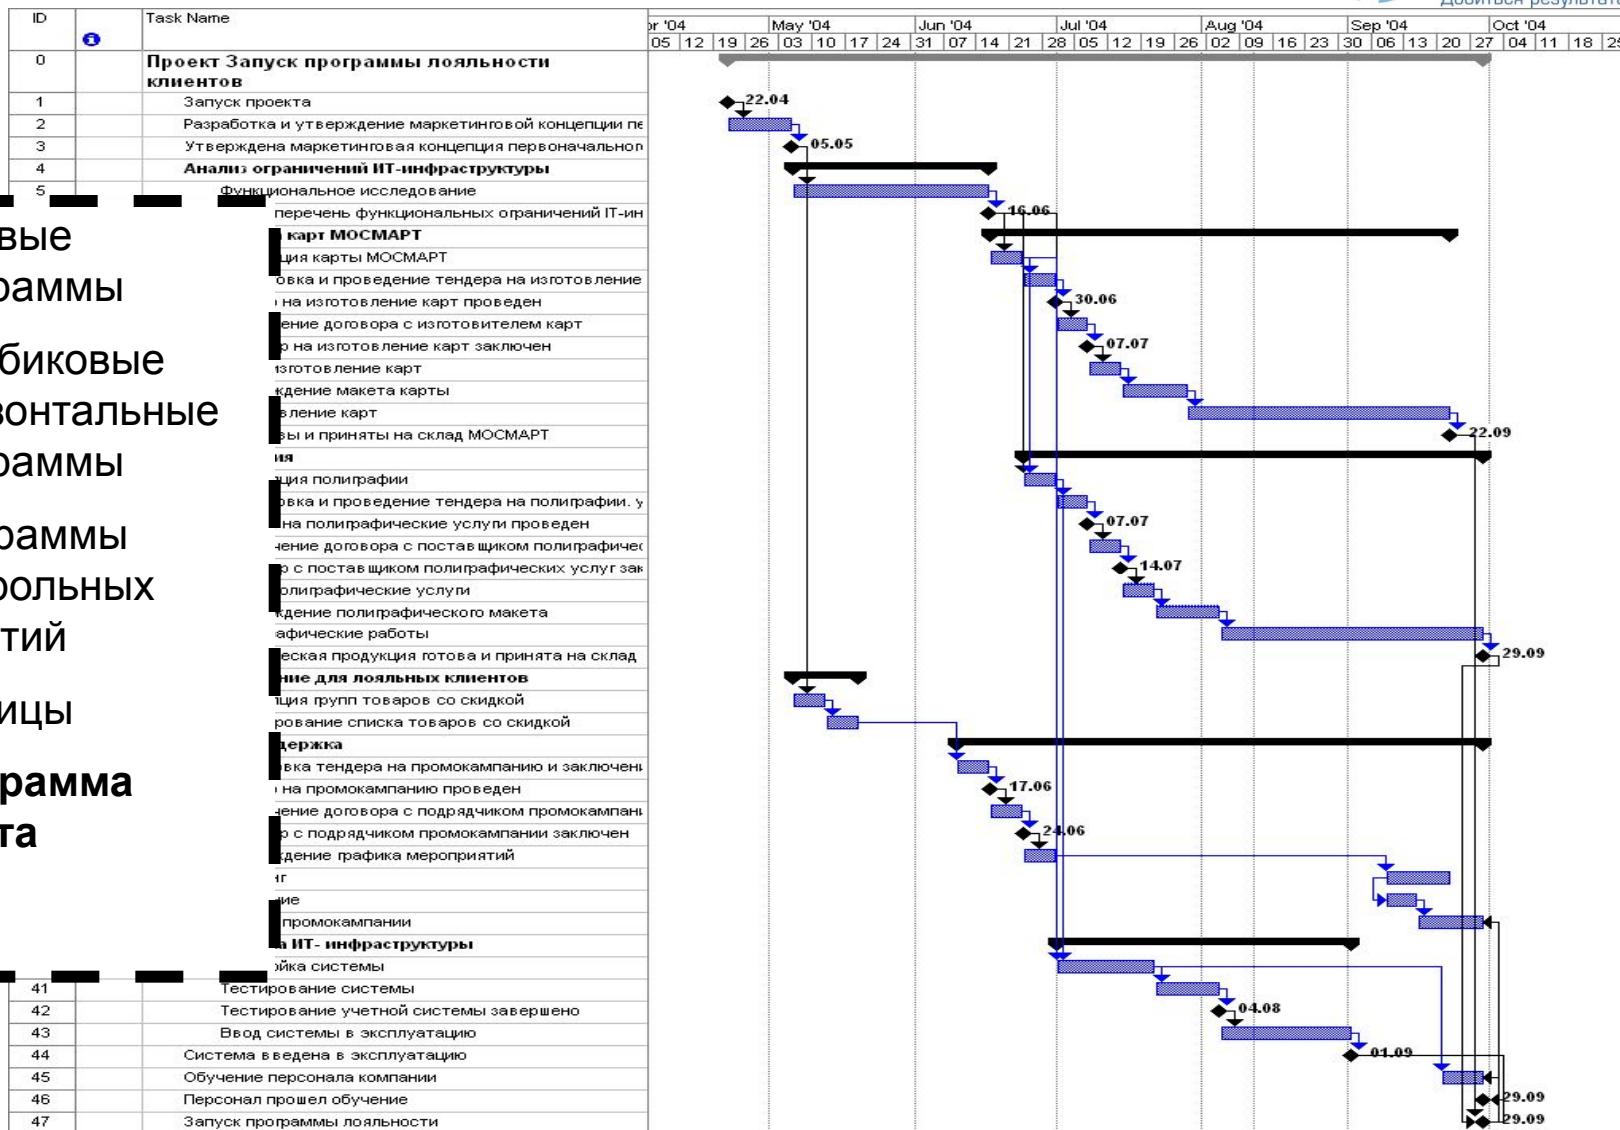 Добиться результата
ID Task Name
r '04 May '04 Jun '04 Jul '04 Aug '04 Sep '04 Oct '04
05 12 19 26 03 10 17 24 31 07 14 21 28 05 12 19 26 02 09 16 23 30 06 13 20 27 04 11 18 25
0 Проект Запуск программы лояльности
клиентов
1 Запуск проекта 22.04
2 Разработка и утверждение маркетинговой концепции пе
3 Утверждена маркетинговая концепция первоначальног 05.05
4 Анализ ограничений ИТ-инфраструктуры
5 Функциональное исследование
перечень функциональных ограничений IT-ин 16.06
карт МОСМАРТ
ция карты МОСМАРТ
овка и проведение тендера на изготовление
на изготовление карт проведен 30.06
ение договора с изготовителем карт
р на изготовление карт заключен 07.07
изготовление карт
ждение макета карты
вление карт
вы и приняты на склад МОСМАРТ 22.09
ия
ция полиграфии
овка и проведение тендера на полиграфии. у
на полиграфические услуги проведен 07.07
чение договора с поставщиком полиграфичес
р с поставщиком полиграфических услуг зак 14.07
олиграфические услуги
ждение полиграфического макета
афические работы
еская продукция готова и принята на склад 29.09
ние для лояльных клиентов
пция групп товаров со скидкой
рование списка товаров со скидкой
держка
вка тендера на промокампанию и заключени
на промокампанию проведен 17.06
чение договора с подрядчиком промокампани
р с подрядчиком промокампании заключен 24.06
ждение графика мероприятий
нг
ие
промокампании
а ИТ- инфраструктуры
йка системы
41 Тестирование системы
42 Тестирование учетной системы завершено 04.08
43 Ввод системы в эксплуатацию
44 Система введена в эксплуатацию 01.09
45 Обучение персонала компании
46 Персонал прошел обучение 29.09
47 Запуск программы лояльности 29.09
вые
раммы
биковые
зонтальные
раммы
раммы
рольных
тий
ицы
рамма
та